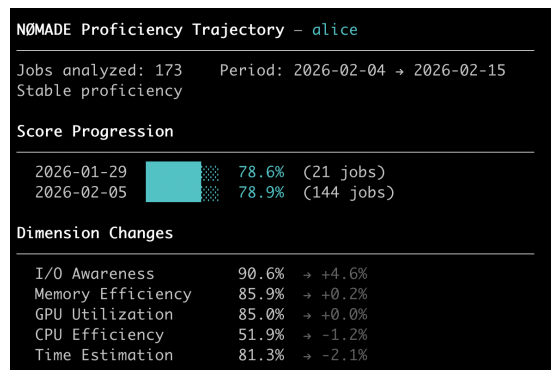 NØMADE Proficiency Trajectory — alice
Jobs analyzed: 173 Period: 2026-02-04 → 2026-02-15
Stable proficiency
Score Progression
2026-01-29 78.6% (21 jobs)
2026-02-05 78.9% (144 jobs)
Dimension Changes
I/O Awareness 90.6% → +4.6%
Memory Efficiency 85.9% → +0.2%
GPU Utilization 85.0% → +0.0%
CPU Efficiency 51.9% → -1.2%
Time Estimation 81.3% → -2.1%